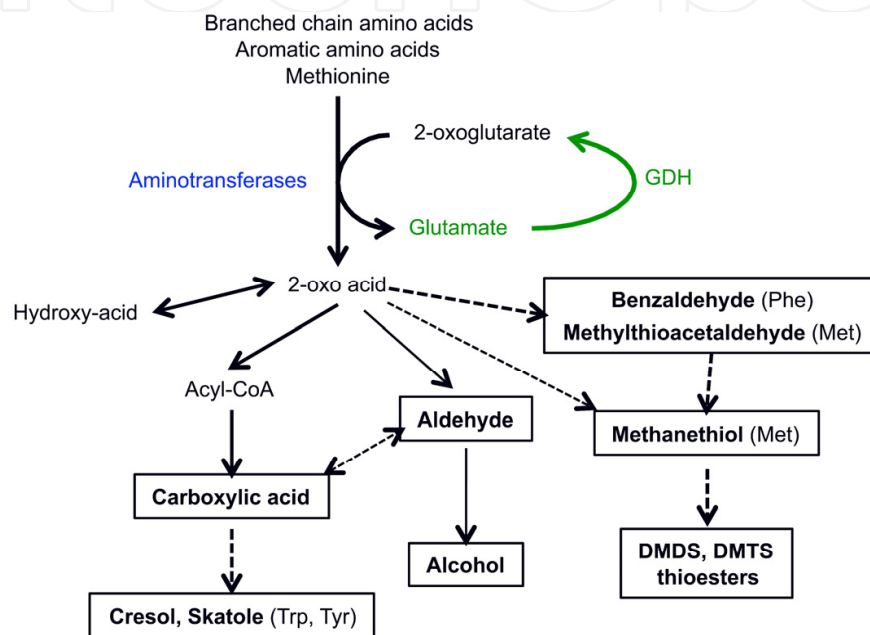 Branched chain amino acids
Aromatic amino acids
Methionine
2-oxoglutarate
Aminotransferases
GDH
Glutamate
2-oxo acid
Hydroxy-acid
Benzaldehyde (Phe)
Methylthioacetaldehyde (Met)
Acyl-CoA
Aldehyde
Methanethiol (Met)
Carboxylic acid
Alcohol
DMDS, DMTS
thioesters
Cresol, Skatole (Trp, Tyr)